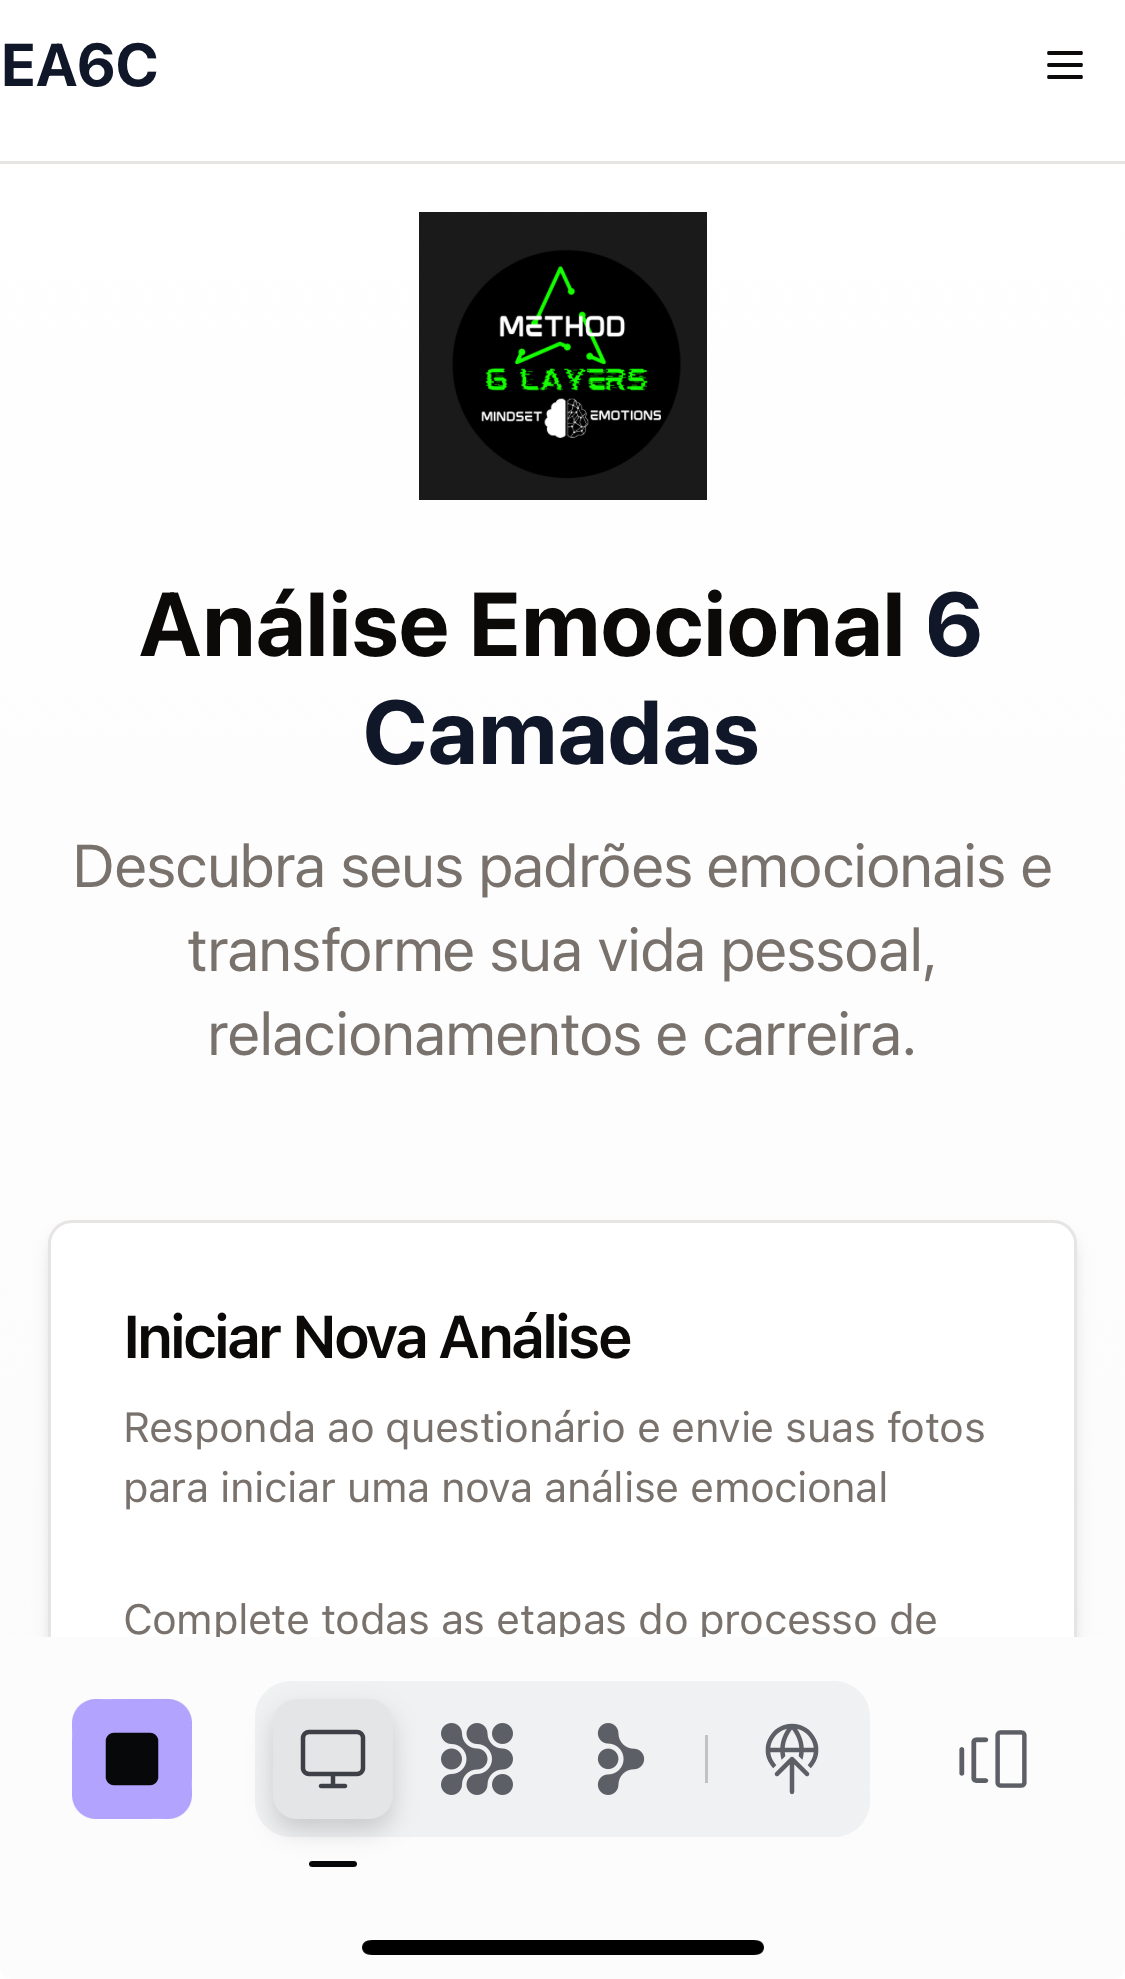 EA6C
METHOD
6 LAYERS
MINDSET EMOTIONS
Análise Emocional 6
Camadas
Descubra seus padrões emocionais e
transforme sua vida pessoal,
relacionamentos e carreira.
Iniciar Nova Análise
Responda ao questionário e envie suas fotos
para iniciar uma nova análise emocional
Complete todas as etapas do processo de